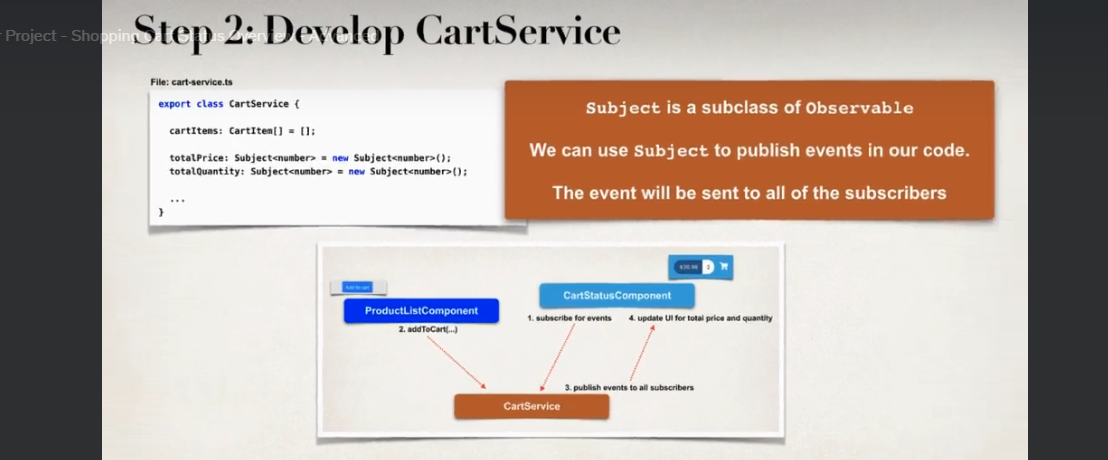 Step 2: Develop CartService
Project - Shopping Cart Status Overview
File: cart-service.ts
export class CartService {
cartItems: CartItem[] = [];
totalPrice: Subject<number> = new Subject<number>();
totalQuantity: Subject<number> = new Subject<number>();
...
}
Subject is a subclass of Observable
We can use Subject to publish events in our code.
The event will be sent to all of the subscribers
Add to cart
ProductListComponent
2. addToCart(...)
2
CartStatusComponent
1. subscribe for events
4. update UI for total price and quantity
3. publish events to all subscribers
CartService